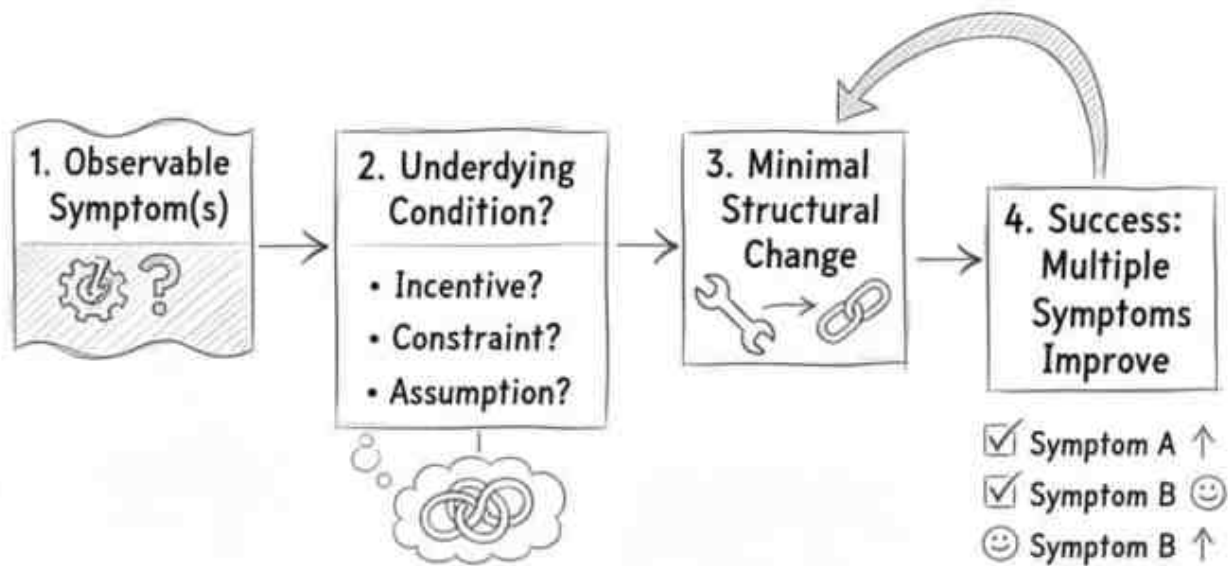 1. Observable
Symptom(s)
?
2. Underdying
Condition?
• Incentive?
• Constraint?
• Assumption?
3. Minimal
Structural
Change
4. Success:
Multiple
Symptoms
Improve
Symptom A ↑
Symptom B
Symptom B ↑